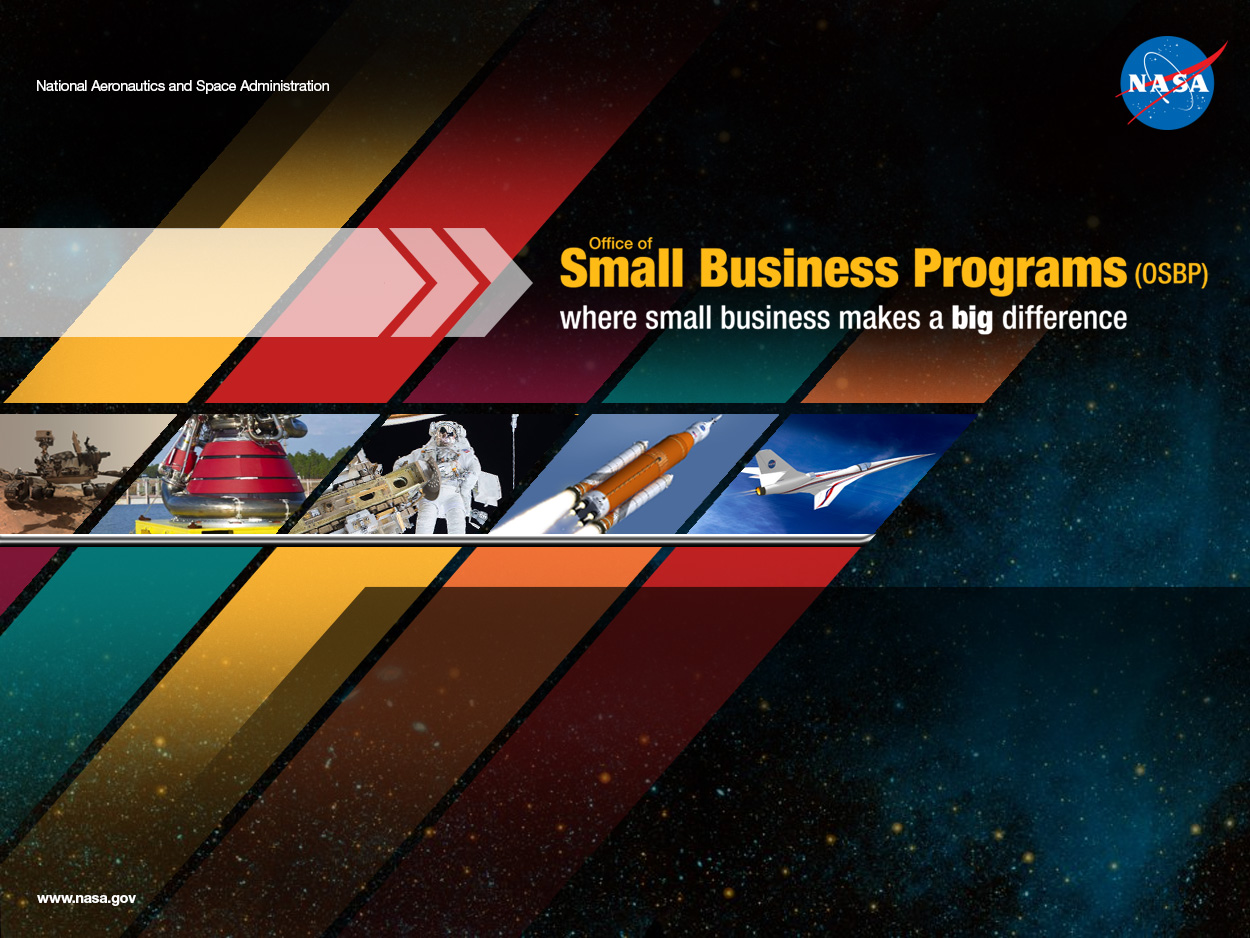 National Aeronautics and Space Administration
NASA
Office of
Small Business Programs (OSBP)
where small business makes a big difference
www.nasa.gov